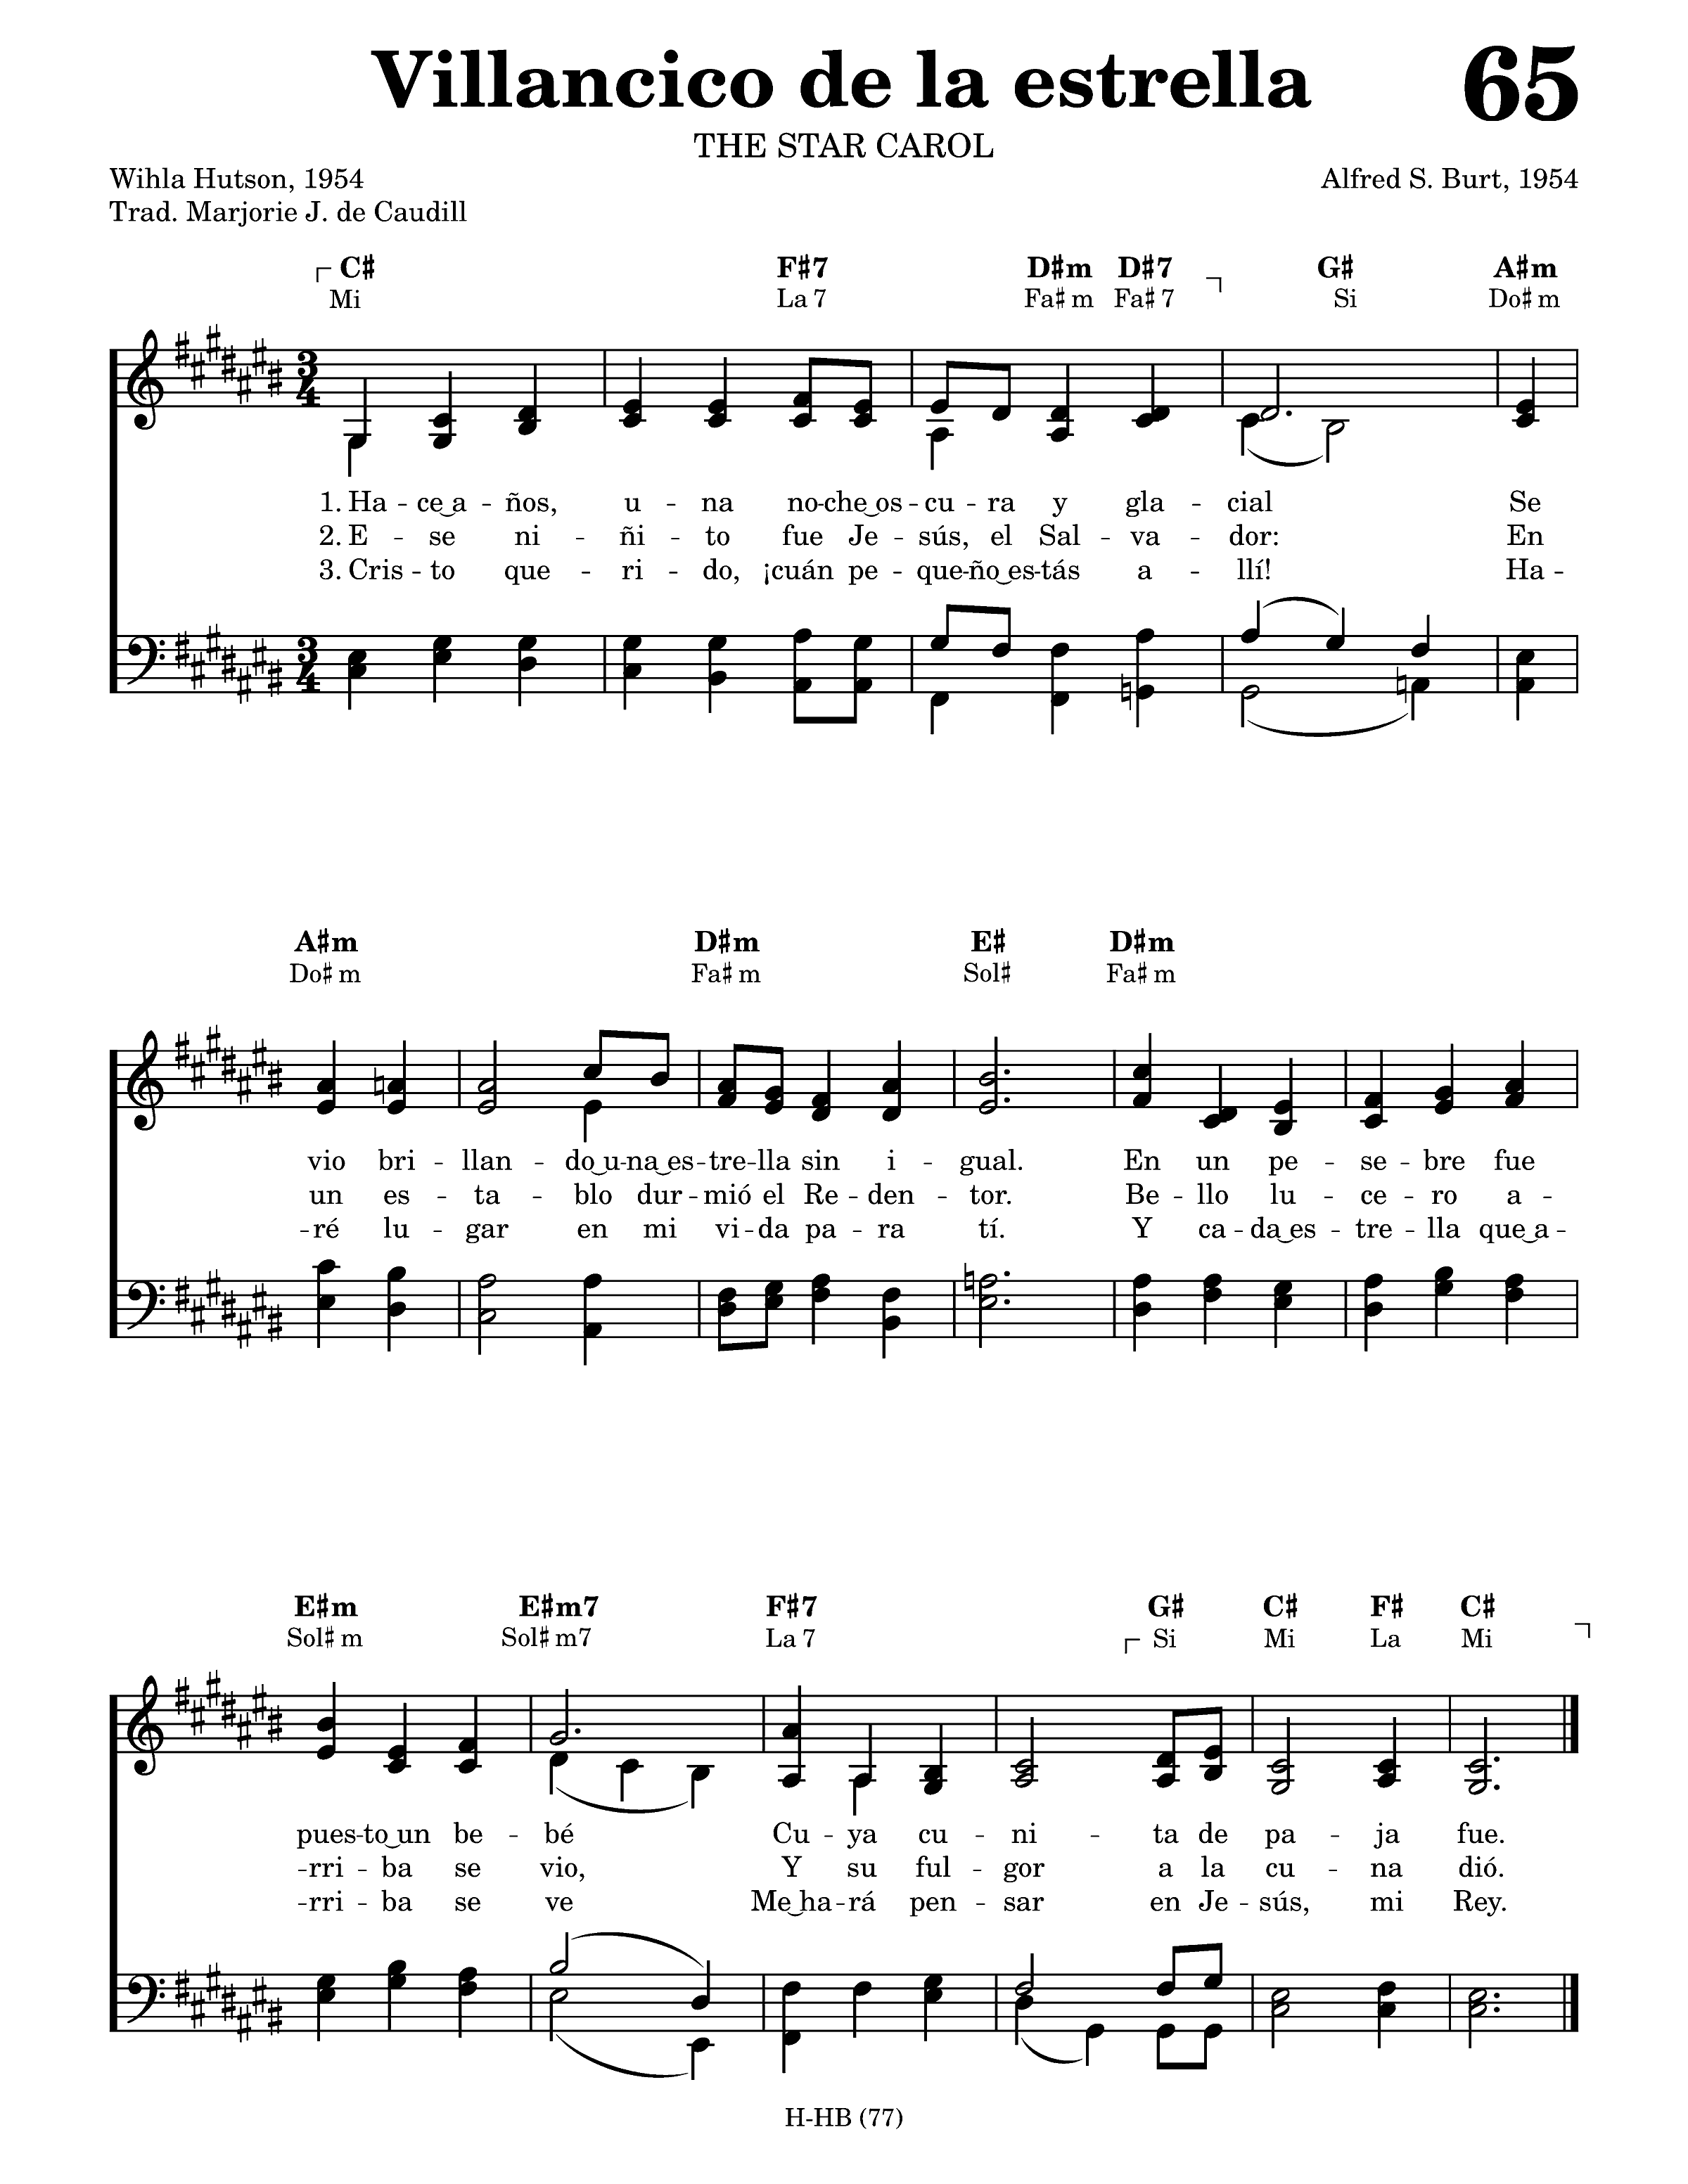 Villancico de la estrella 65
THE STAR CAROL
Wihla Hutson, 1954 Alfred S. Burt, 1954
Trad. Marjorie J. de Caudill
C♯ F♯7 D♯m D♯7 G♯ A♯m
Mi La 7 Fa♯ m Fa♯ 7 Si Do♯ m
3 4
1. Ha - ce‿a - ños, u - na no - che‿os - cu - ra y gla - cial Se
2. E - se ni - ñi - to fue Je - sús, el Sal - va - dor: En
3. Cris - to que - ri - do, ¡cuán pe - que - ño‿es - tás a - llí! Ha -
3 4
A♯m D♯m E♯ D♯m
Do♯ m Fa♯ m Sol♯ Fa♯ m
vio bri - llan - do‿u - na‿es - tre - lla sin i - gual. En un pe - se - bre fue
un es - ta - blo dur - mió el Re - den - tor. Be - llo lu - ce - ro a -
- ré lu - gar en mi vi - da pa - ra tí. Y ca - da‿es - tre - lla que‿a -
E♯m E♯m7 F♯7 G♯ C♯ F♯ C♯
Sol♯ m Sol♯ m7 La 7 Si Mi La Mi
pues - to‿un be - bé Cu - ya cu - ni - ta de pa - ja fue.
- rri - ba se vio, Y su ful - gor a la cu - na dió.
- rri - ba se ve Me‿ha - rá pen - sar en Je - sús, mi Rey.
H-HB (77)